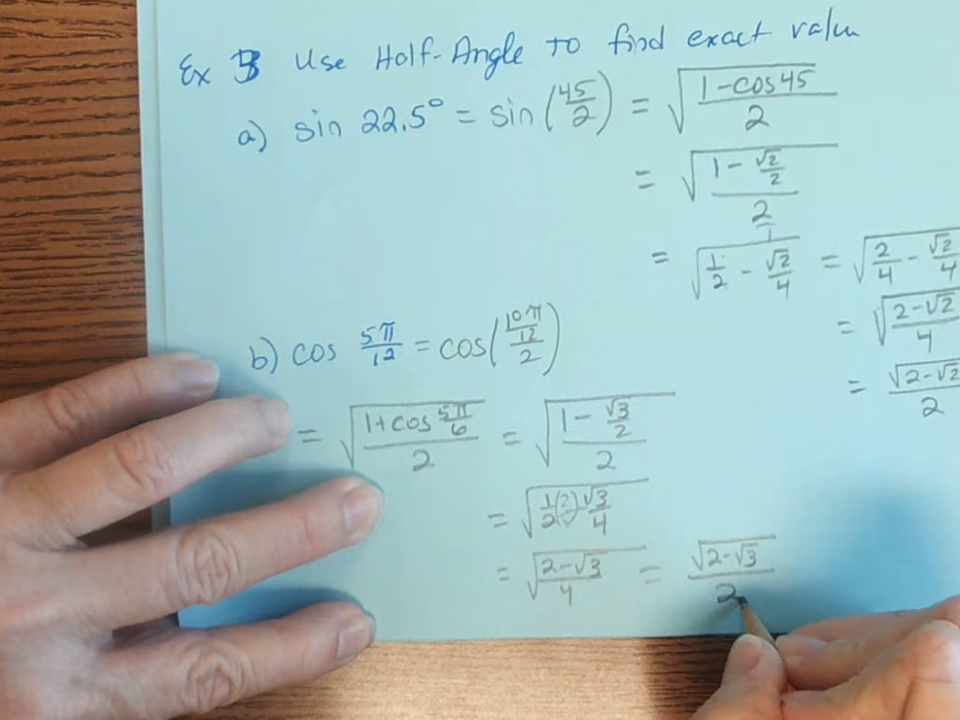 Ex 3 Use Half-Angle to find exact value
a) sin 22.5° = sin (45/2) = √((1-cos45)/2)
= √((1 - √2/2)/2)
= √(1/2 - √2/4) = √(2/4 - √2/4)
= √((2-√2)/4)
= √(2-√2)/2
b) cos 5π/12 = cos((10π/12)/2)
= √((1+cos 5π/6)/2) = √((1 - √3/2)/2)
= √(1/2(2/2) - √3/4)
= √((2-√3)/4) = √(2-√3)/2